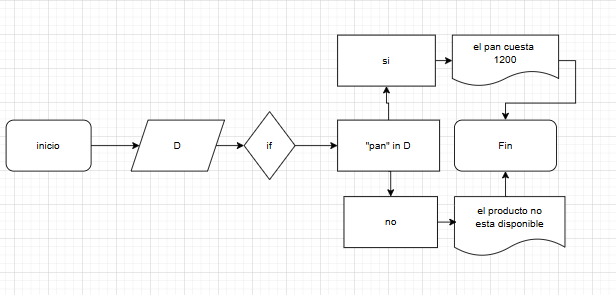 inicio
D
if
"pan" in D
si
el pan cuesta
1200
Fin
no
el producto no
esta disponible